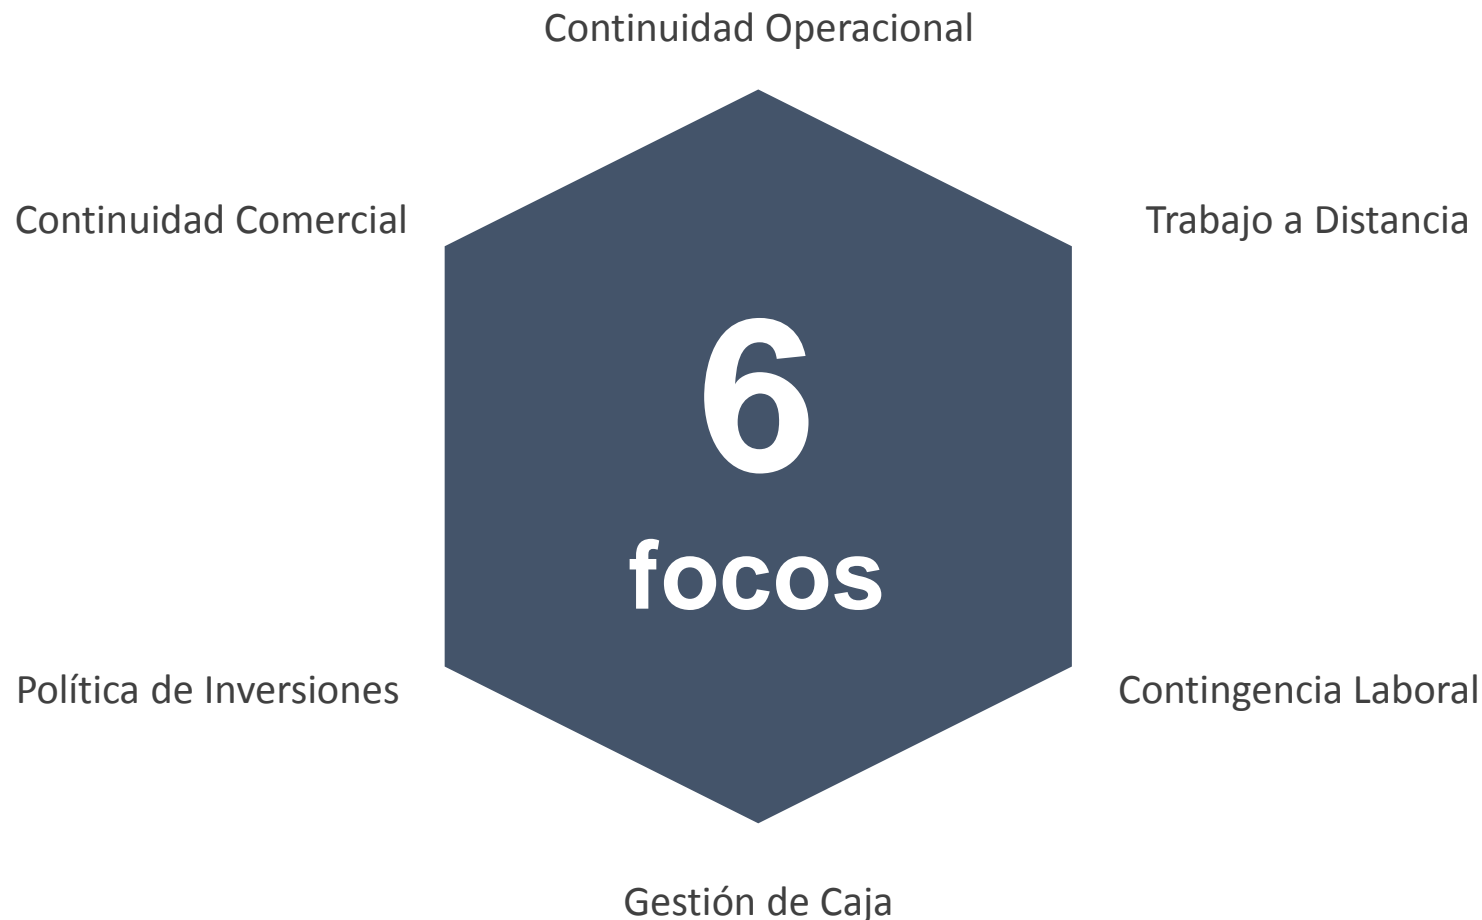 Continuidad Operacional
Continuidad Comercial
Trabajo a Distancia
6
focos
Política de Inversiones
Contingencia Laboral
Gestión de Caja